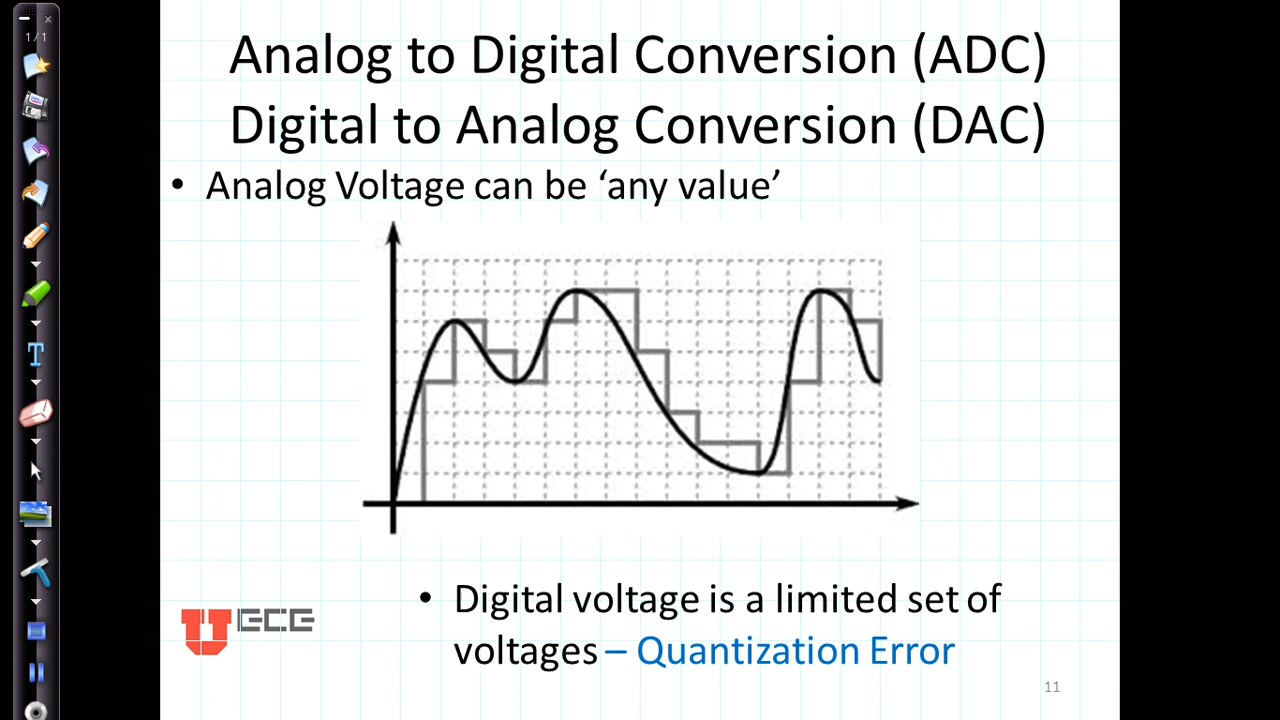 1/1
Analog to Digital Conversion (ADC)
Digital to Analog Conversion (DAC)
• Analog Voltage can be ‘any value’
• Digital voltage is a limited set of
voltages – Quantization Error
U ECE
11
T